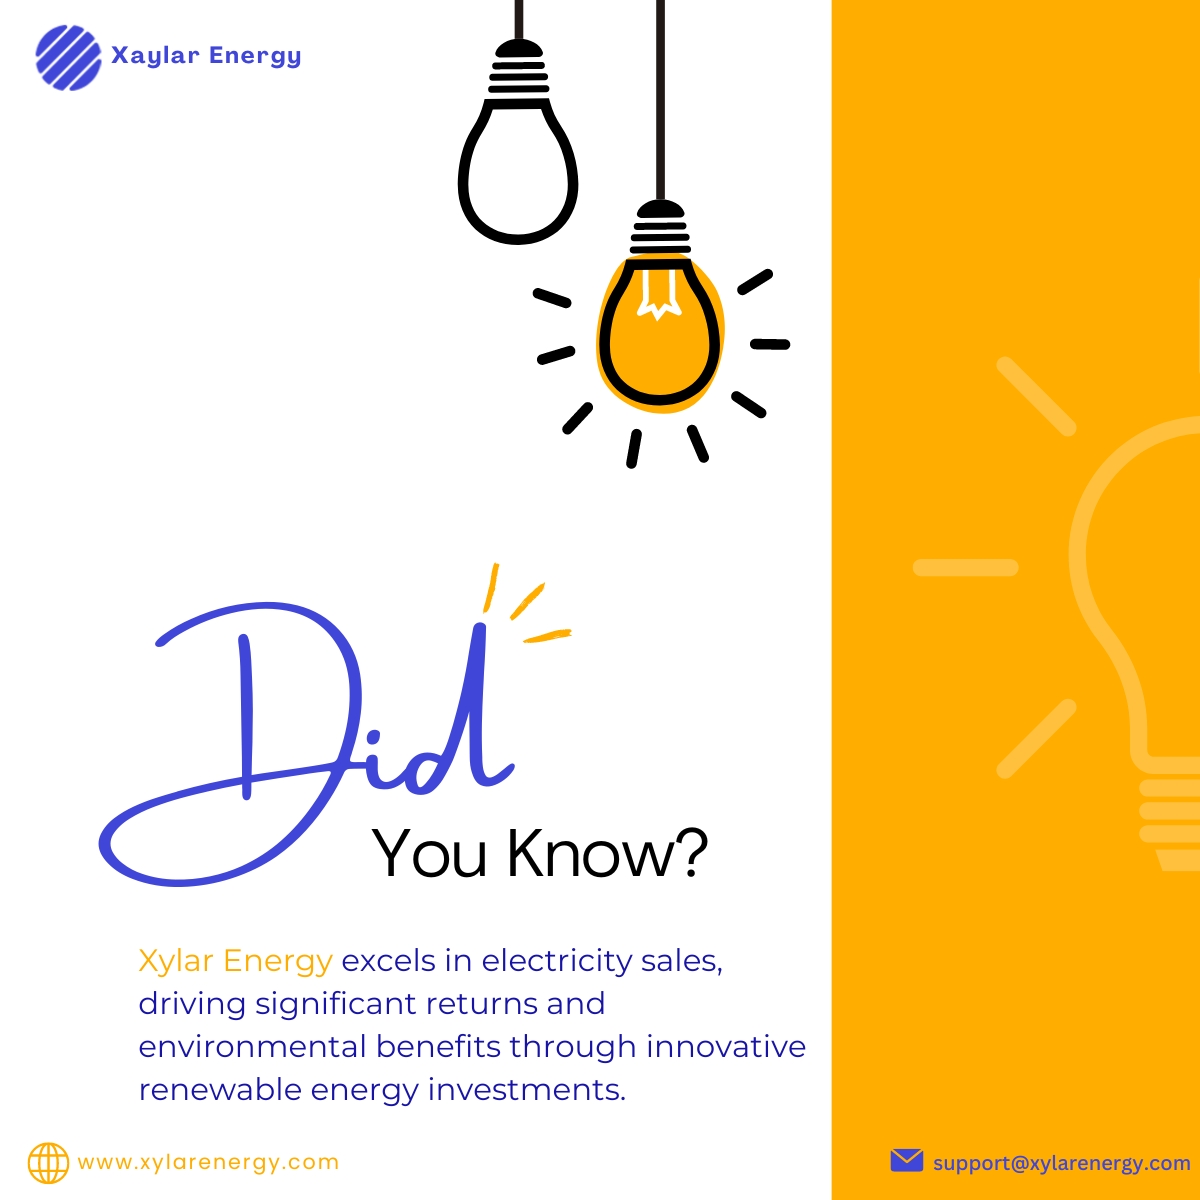 Xaylar Energy
Did
You Know?
Xylar Energy excels in electricity sales,
driving significant returns and
environmental benefits through innovative
renewable energy investments.
www.xylarenergy.com
support@xylarenergy.com